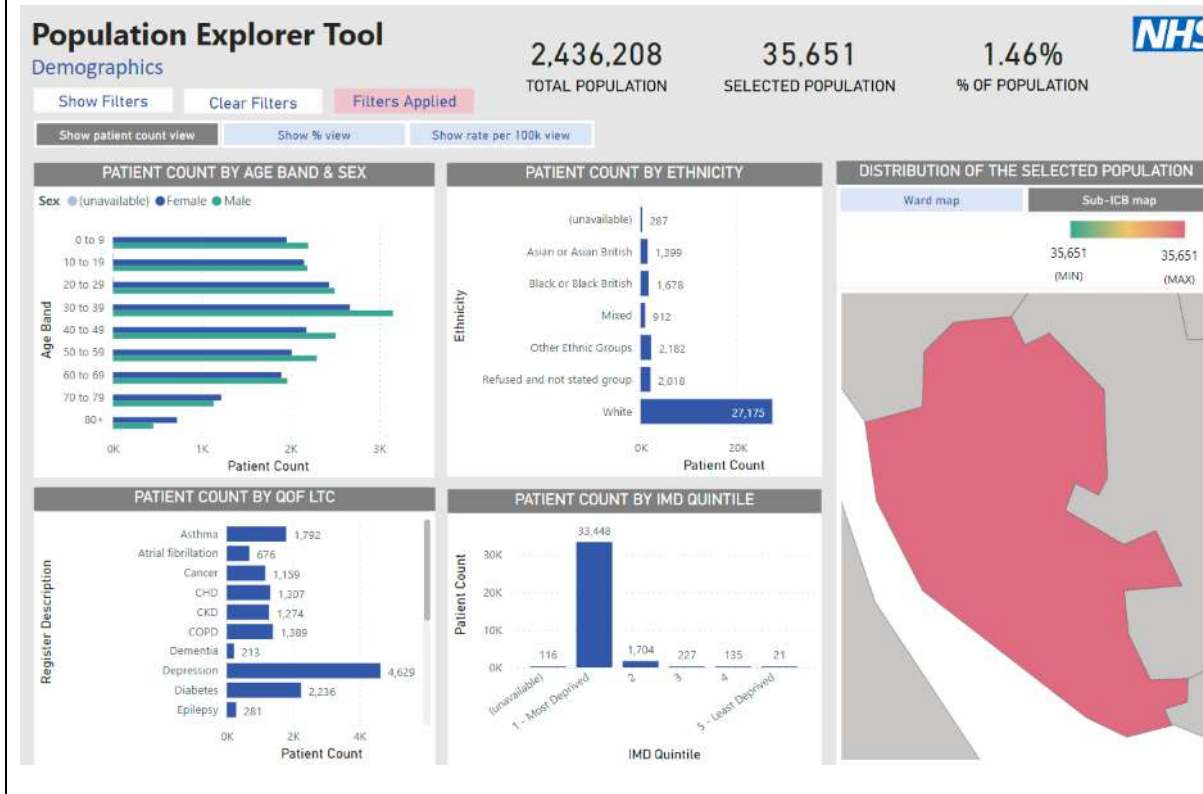 Population Explorer Tool
Demographics
2,436,208
TOTAL POPULATION
35,651
SELECTED POPULATION
1.46%
% OF POPULATION
NHS
Show Filters
Clear Filters
Filters Applied
Show patient count view
Show % view
Show rate per 100k view
PATIENT COUNT BY AGE BAND & SEX
Sex (unavailable) Female Male
Age Band
0 to 9
10 to 19
20 to 29
30 to 39
40 to 49
50 to 59
60 to 69
70 to 79
80+
0K 1K 2K 3K
Patient Count
PATIENT COUNT BY ETHNICITY
Ethnicity
(unavailable) 287
Asian or Asian British 1,399
Black or Black British 1,678
Mixed 912
Other Ethnic Groups 2,182
Refused and not stated group 2,018
White 27,175
0K 20K
Patient Count
DISTRIBUTION OF THE SELECTED POPULATION
Ward map
Sub-ICB map
35,651 35,651
(MIN) (MAX)
PATIENT COUNT BY QOF LTC
Register Description
Asthma 1,792
Atrial fibrillation 676
Cancer 1,159
CHD 1,307
CKD 1,274
COPD 1,389
Dementia 213
Depression 4,629
Diabetes 2,236
Epilepsy 281
0K 2K 4K
Patient Count
PATIENT COUNT BY IMD QUINTILE
Patient Count
30K
20K
10K
0K
116 33,448 1,704 227 135 21
(unavailable) 1 - Most Deprived 2 3 4 5 - Least Deprived
IMD Quintile